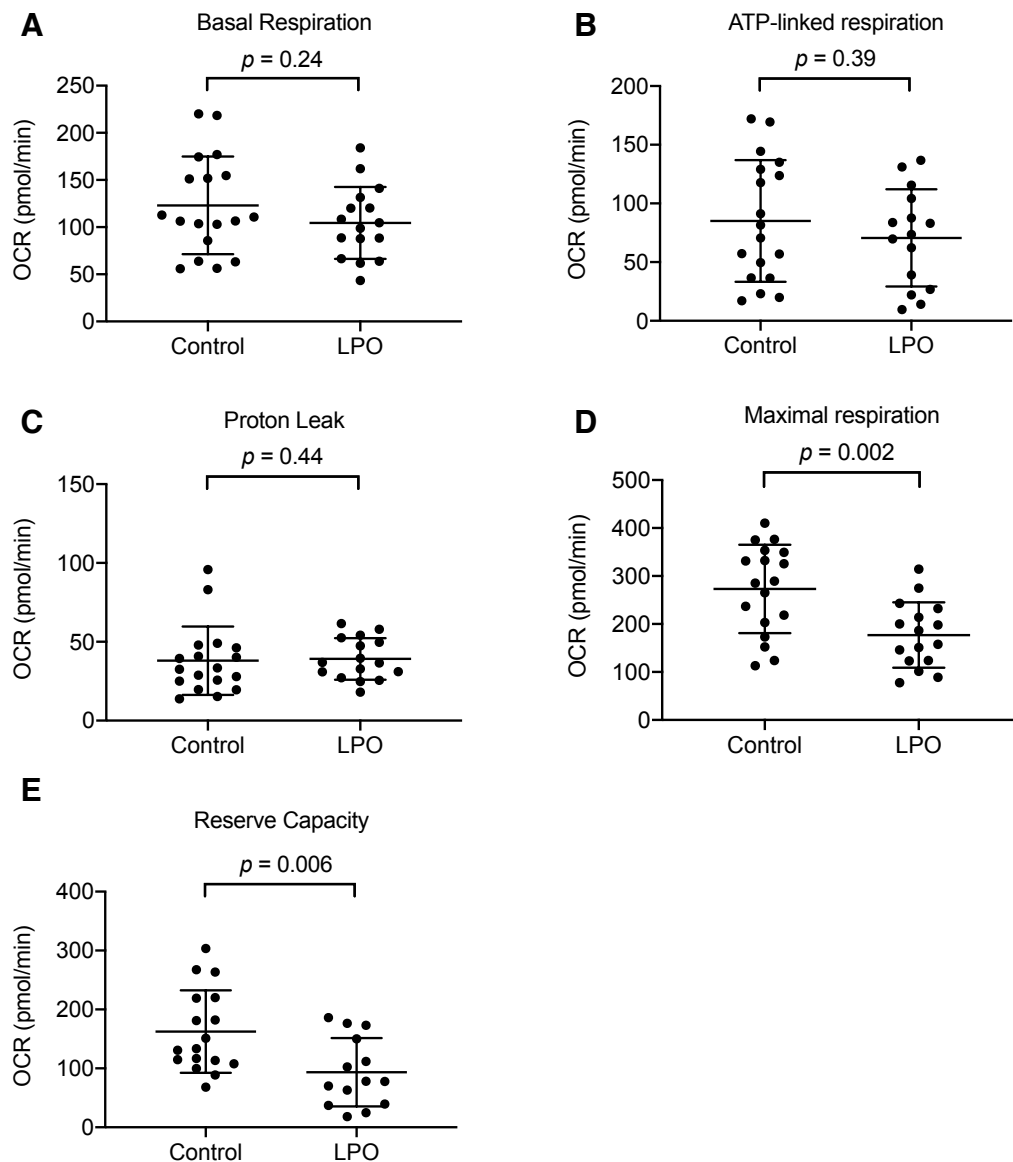 A
Basal Respiration
p = 0.24
250
200
150
100
50
0
OCR (pmol/min)
Control
LPO
B
ATP-linked respiration
p = 0.39
200
150
100
50
0
OCR (pmol/min)
Control
LPO
C
Proton Leak
p = 0.44
150
100
50
0
OCR (pmol/min)
Control
LPO
D
Maximal respiration
p = 0.002
500
400
300
200
100
0
OCR (pmol/min)
Control
LPO
E
Reserve Capacity
p = 0.006
400
300
200
100
0
OCR (pmol/min)
Control
LPO